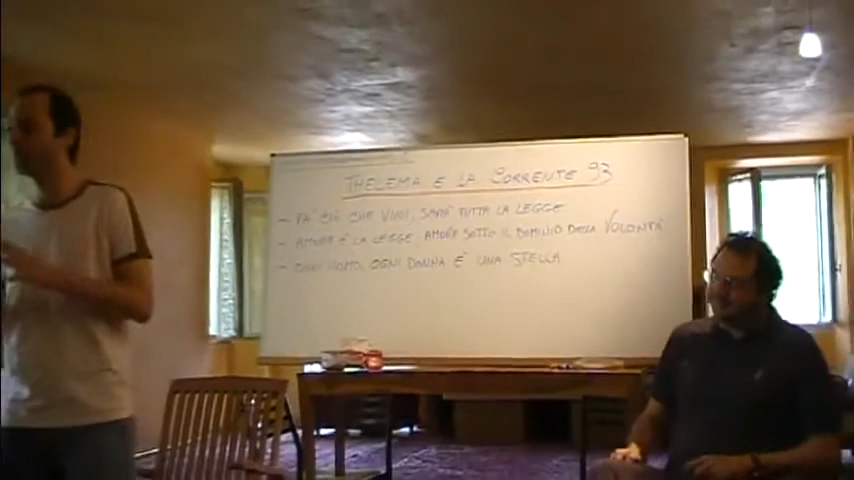 THELEMA E LA CORRENTE 93
- FA' CIÒ CHE VUOI, SARA' TUTTA LA LEGGE
- AMORE E' LA LEGGE, AMORE SOTTO IL DOMINIO DELLA VOLONTÀ
- OGNI UOMO, OGNI DONNA E' UNA STELLA